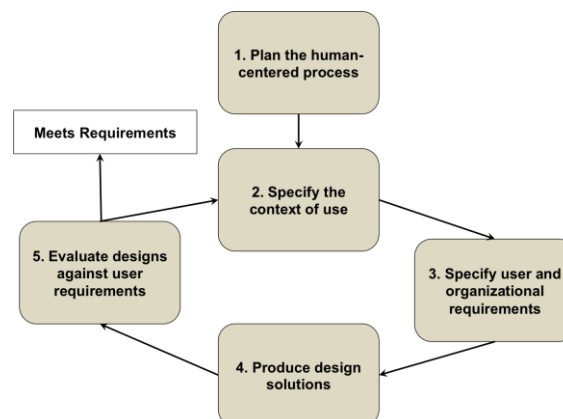 1. Plan the human-
centered process
Meets Requirements
2. Specify the
context of use
5. Evaluate designs
against user
requirements
3. Specify user and
organizational
requirements
4. Produce design
solutions